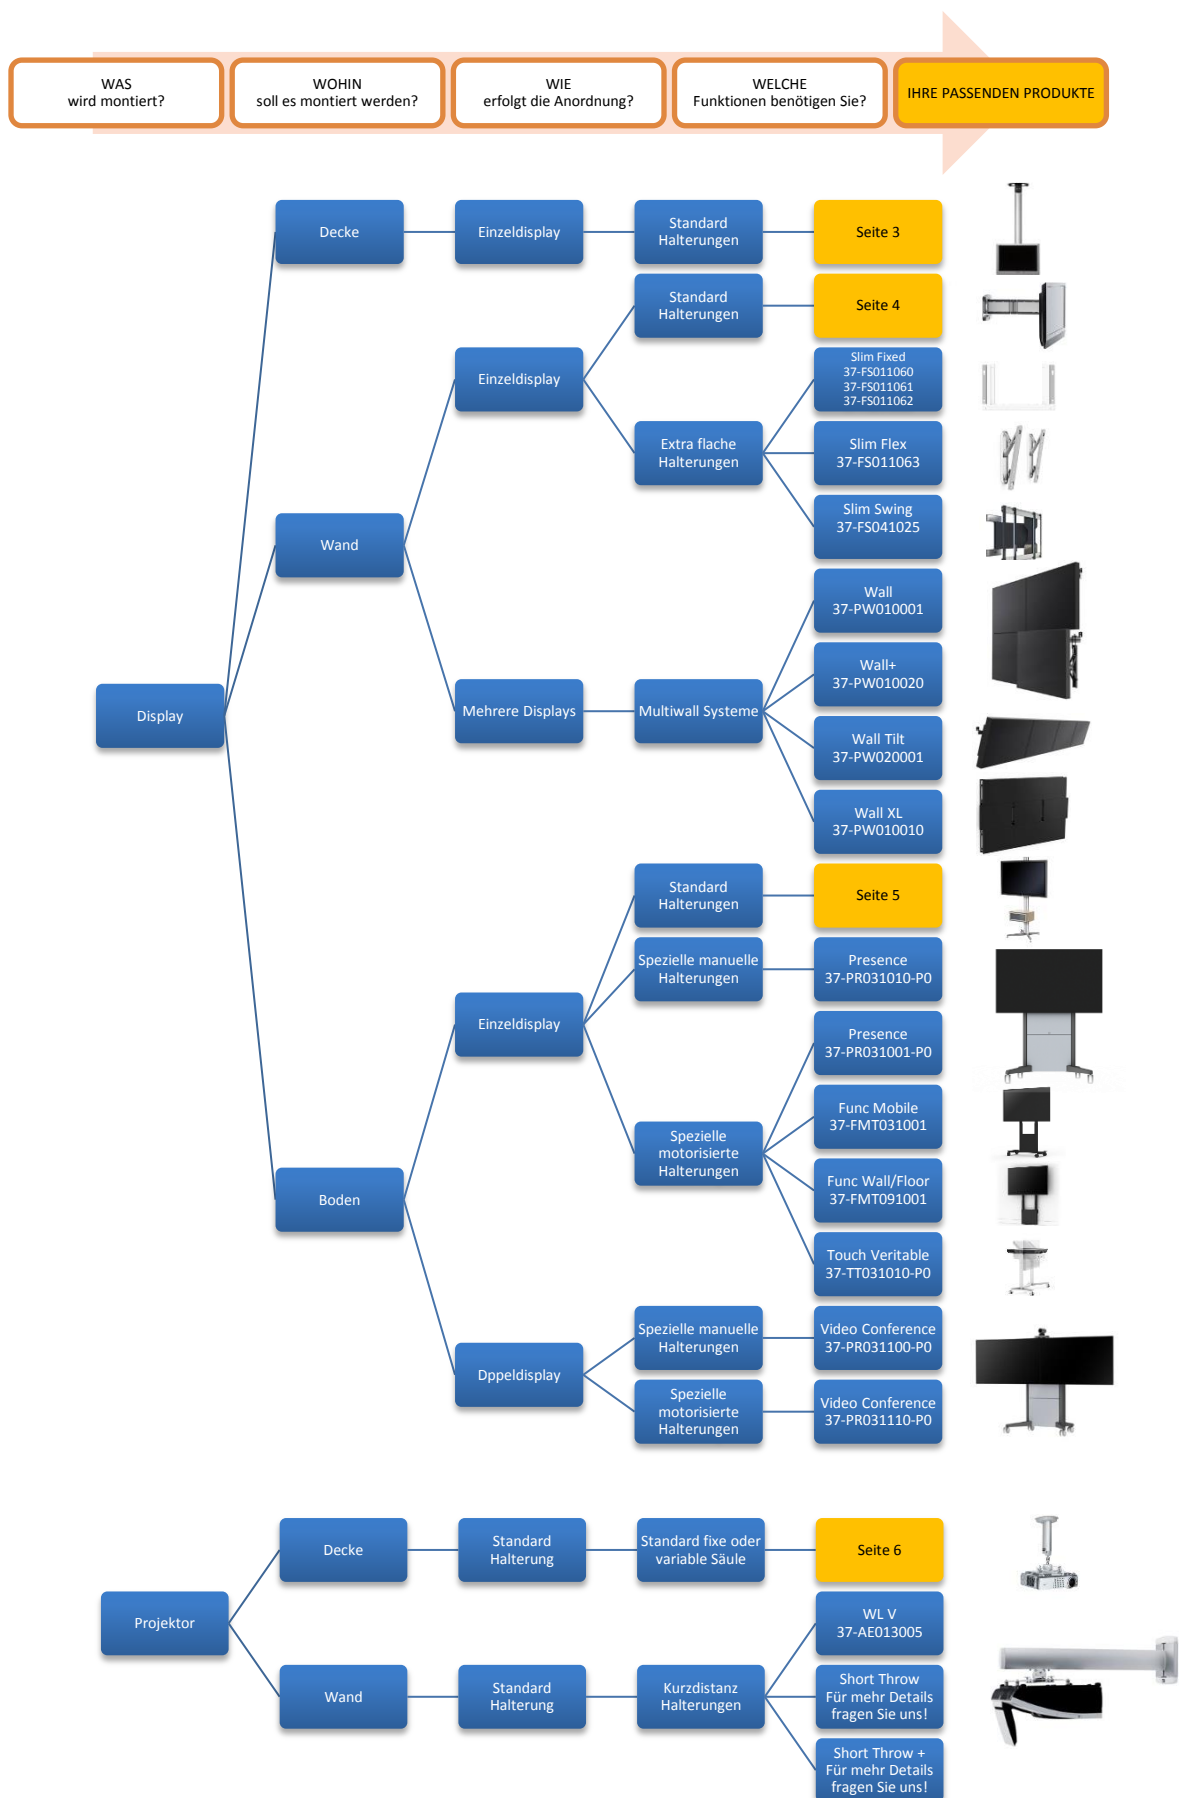 WAS
wird montiert?
WOHIN
soll es montiert werden?
WIE
erfolgt die Anordnung?
WELCHE
Funktionen benötigen Sie?
IHRE PASSENDEN PRODUKTE
Display
Decke
Einzeldisplay
Standard
Halterungen
Seite 3
Wand
Einzeldisplay
Standard
Halterungen
Seite 4
Extra flache
Halterungen
Slim Fixed
37-FS011060
37-FS011061
37-FS011062
Slim Flex
37-FS011063
Slim Swing
37-FS041025
Mehrere Displays
Multiwall Systeme
Wall
37-PW010001
Wall+
37-PW010020
Wall Tilt
37-PW020001
Wall XL
37-PW010010
Boden
Einzeldisplay
Standard
Halterungen
Seite 5
Spezielle manuelle
Halterungen
Presence
37-PR031010-P0
Spezielle
motorisierte
Halterungen
Presence
37-PR031001-P0
Func Mobile
37-FMT031001
Func Wall/Floor
37-FMT091001
Touch Veritable
37-TT031010-P0
Dppeldisplay
Spezielle manuelle
Halterungen
Video Conference
37-PR031100-P0
Spezielle
motorisierte
Halterungen
Video Conference
37-PR031110-P0
Projektor
Decke
Standard
Halterung
Standard fixe oder
variable Säule
Seite 6
Wand
Standard
Halterung
Kurzdistanz
Halterungen
WL V
37-AE013005
Short Throw
Für mehr Details
fragen Sie uns!
Short Throw +
Für mehr Details
fragen Sie uns!